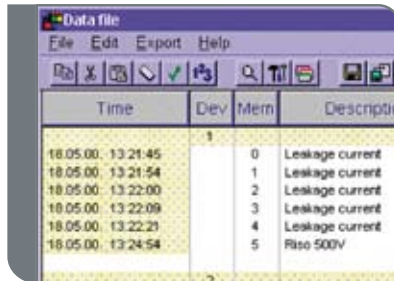 Data file
File Edit Export Help
1²3
Time Dev Mem Descripti
1
18.05.00. 13:21:45 0 Leakage current
18.05.00. 13:21:54 1 Leakage current
18.05.00. 13:22:00 2 Leakage current
18.05.00. 13:22:09 3 Leakage current
18.05.00. 13:22:21 4 Leakage current
18.05.00. 13:24:54 5 Riso 500V
2